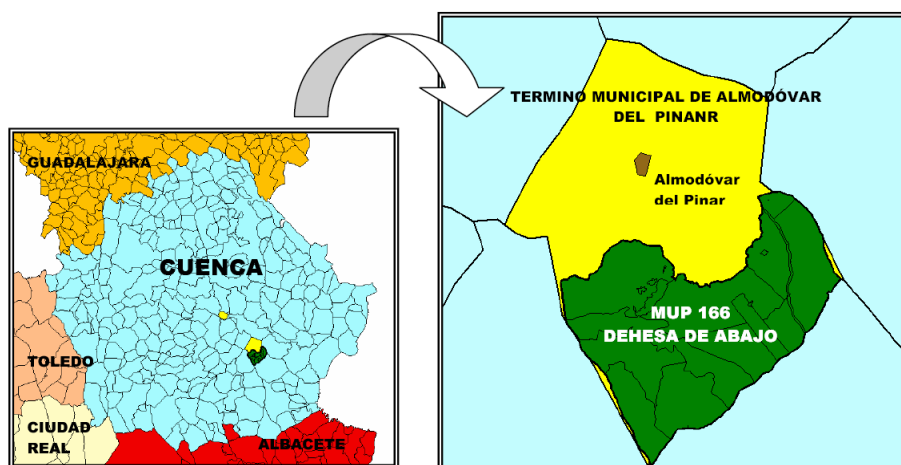 GUADALAJARA
CUENCA
TOLEDO
CIUDAD
REAL
ALBACETE
TERMINO MUNICIPAL DE ALMODÓVAR
DEL PINANR
Almodóvar
del Pinar
MUP 166
DEHESA DE ABAJO